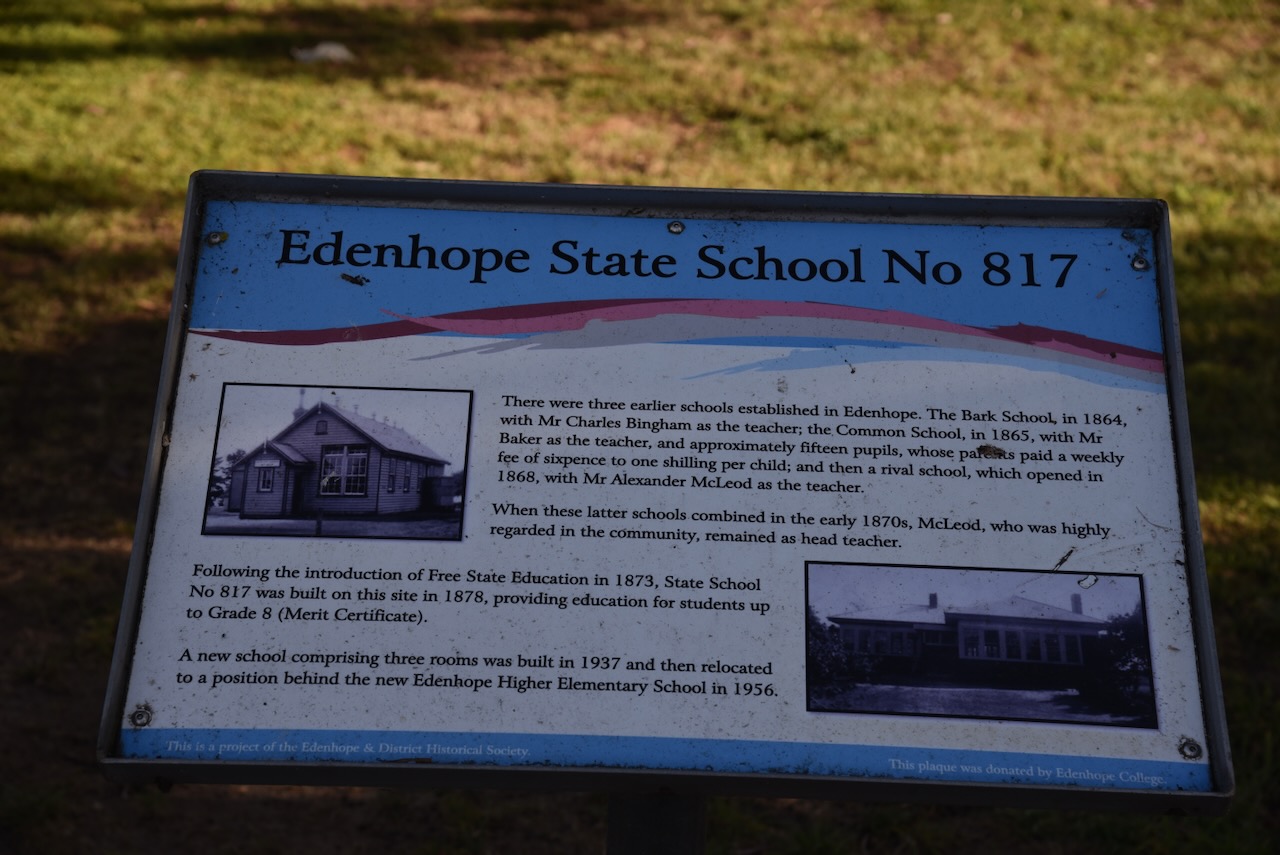 Edenhope State School No 817
There were three earlier schools established in Edenhope. The Bark School, in 1864,
with Mr Charles Bingham as the teacher; the Common School, in 1865, with Mr
Baker as the teacher, and approximately fifteen pupils, whose parents paid a weekly
fee of sixpence to one shilling per child; and then a rival school, which opened in
1868, with Mr Alexander McLeod as the teacher.
When these latter schools combined in the early 1870s, McLeod, who was highly
regarded in the community, remained as head teacher.
Following the introduction of Free State Education in 1873, State School
No 817 was built on this site in 1878, providing education for students up
to Grade 8 (Merit Certificate).
A new school comprising three rooms was built in 1937 and then relocated
to a position behind the new Edenhope Higher Elementary School in 1956.
This is a project of the Edenhope & District Historical Society.
This plaque was donated by Edenhope College.